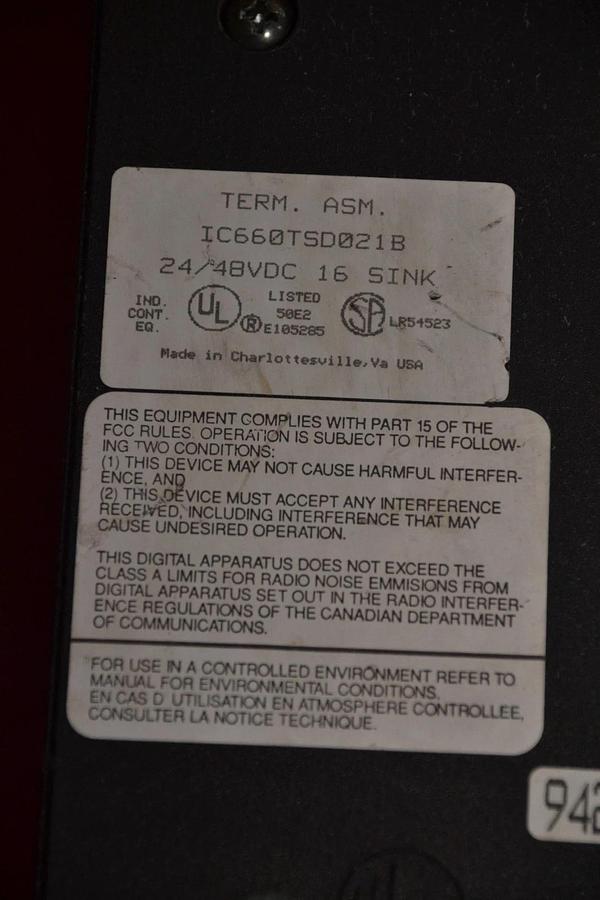 TERM. ASM.
IC660TSD021B
24/48VDC 16 SINK
IND.
CONT.
EQ.
UL
®
LISTED
50E2
E105285
SA
LR54523
Made in Charlottesville,Va USA
THIS EQUIPMENT COMPLIES WITH PART 15 OF THE
FCC RULES. OPERATION IS SUBJECT TO THE FOLLOW-
ING TWO CONDITIONS:
(1) THIS DEVICE MAY NOT CAUSE HARMFUL INTERFER-
ENCE, AND
(2) THIS DEVICE MUST ACCEPT ANY INTERFERENCE
RECEIVED, INCLUDING INTERFERENCE THAT MAY
CAUSE UNDESIRED OPERATION.
THIS DIGITAL APPARATUS DOES NOT EXCEED THE
CLASS A LIMITS FOR RADIO NOISE EMMISIONS FROM
DIGITAL APPARATUS SET OUT IN THE RADIO INTERFER-
ENCE REGULATIONS OF THE CANADIAN DEPARTMENT
OF COMMUNICATIONS.
FOR USE IN A CONTROLLED ENVIRONMENT REFER TO
MANUAL FOR ENVIRONMENTAL CONDITIONS.
EN CAS D UTILISATION EN ATMOSPHERE CONTROLLEE,
CONSULTER LA NOTICE TECHNIQUE.
942
UL